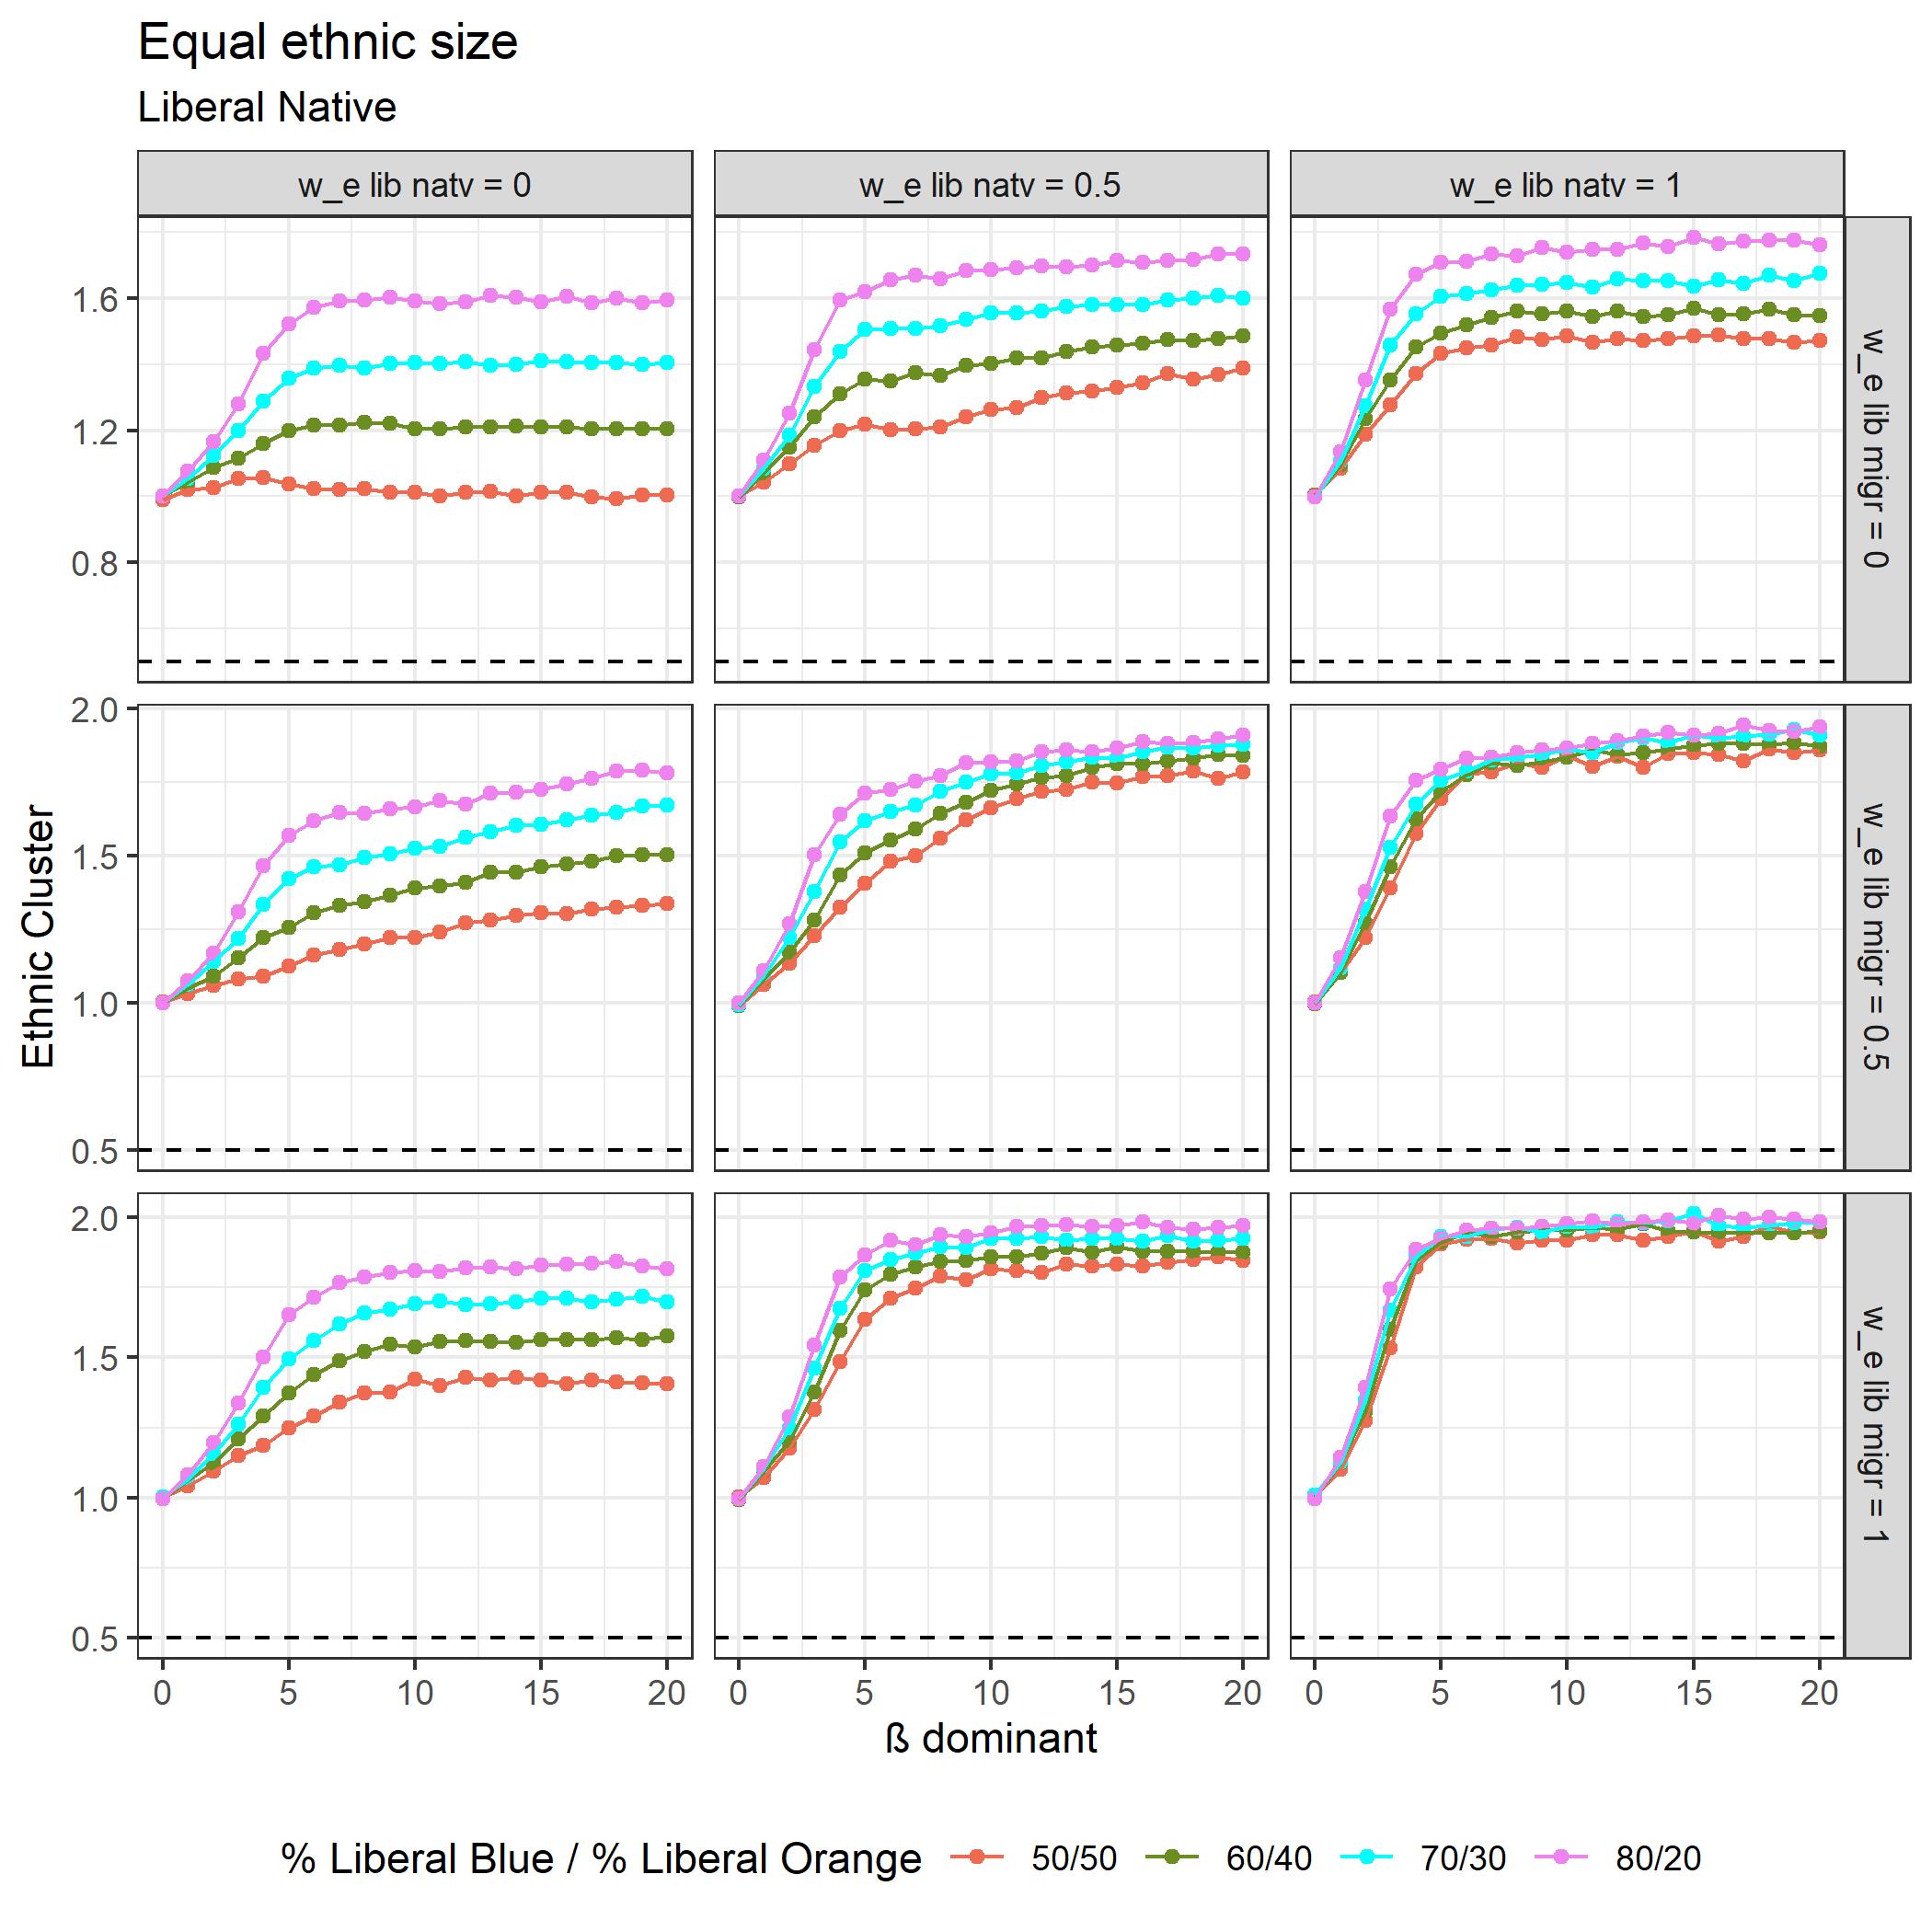 Equal ethnic size
Liberal Native
w_e lib natv = 0
w_e lib natv = 0.5
w_e lib natv = 1
1.6
1.2
0.8
w_e lib migr = 0
Ethnic Cluster
2.0
1.5
1.0
0.5
w_e lib migr = 0.5
2.0
1.5
1.0
0.5
w_e lib migr = 1
0 5 10 15 20
0 5 10 15 20
0 5 10 15 20
ß dominant
% Liberal Blue / % Liberal Orange 50/50 60/40 70/30 80/20